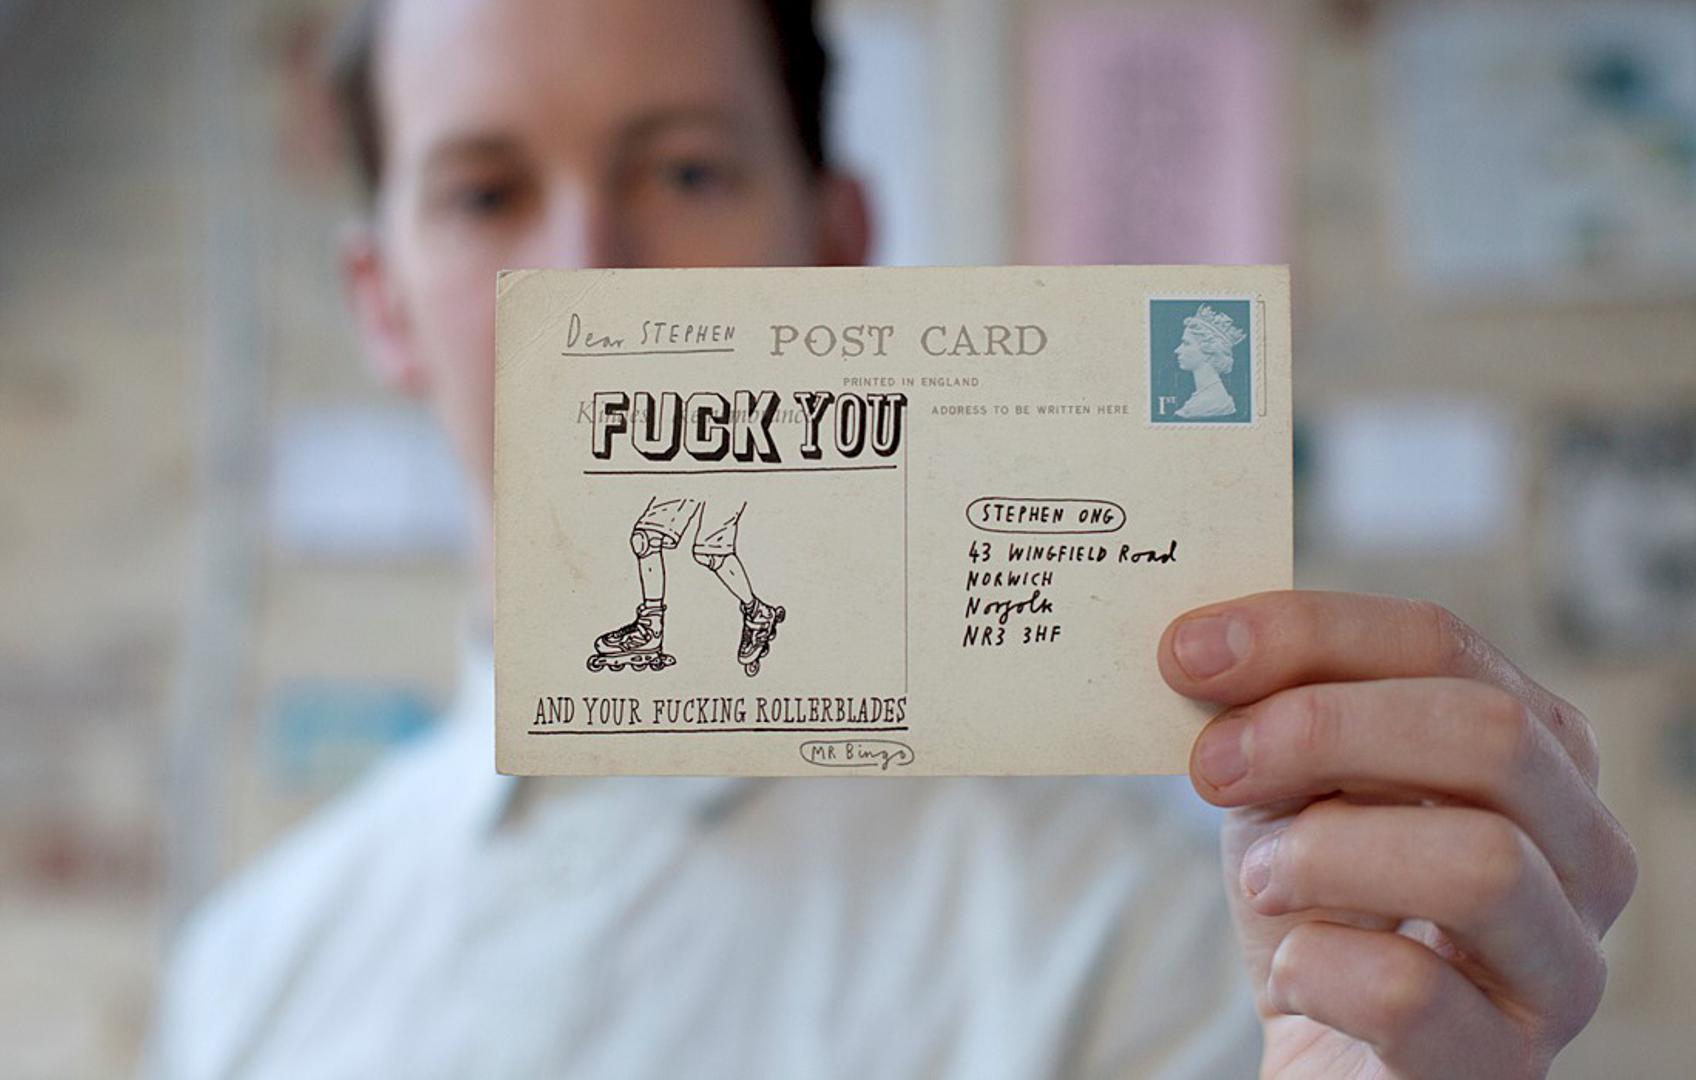 Dear STEPHEN
POST CARD
PRINTED IN ENGLAND
ADDRESS TO BE WRITTEN HERE
1ST
FUCK YOU
AND YOUR FUCKING ROLLERBLADES
MR Bingo
STEPHEN ONG
43 WINGFIELD Road
NORWICH
Norfolk
NR3 3HF